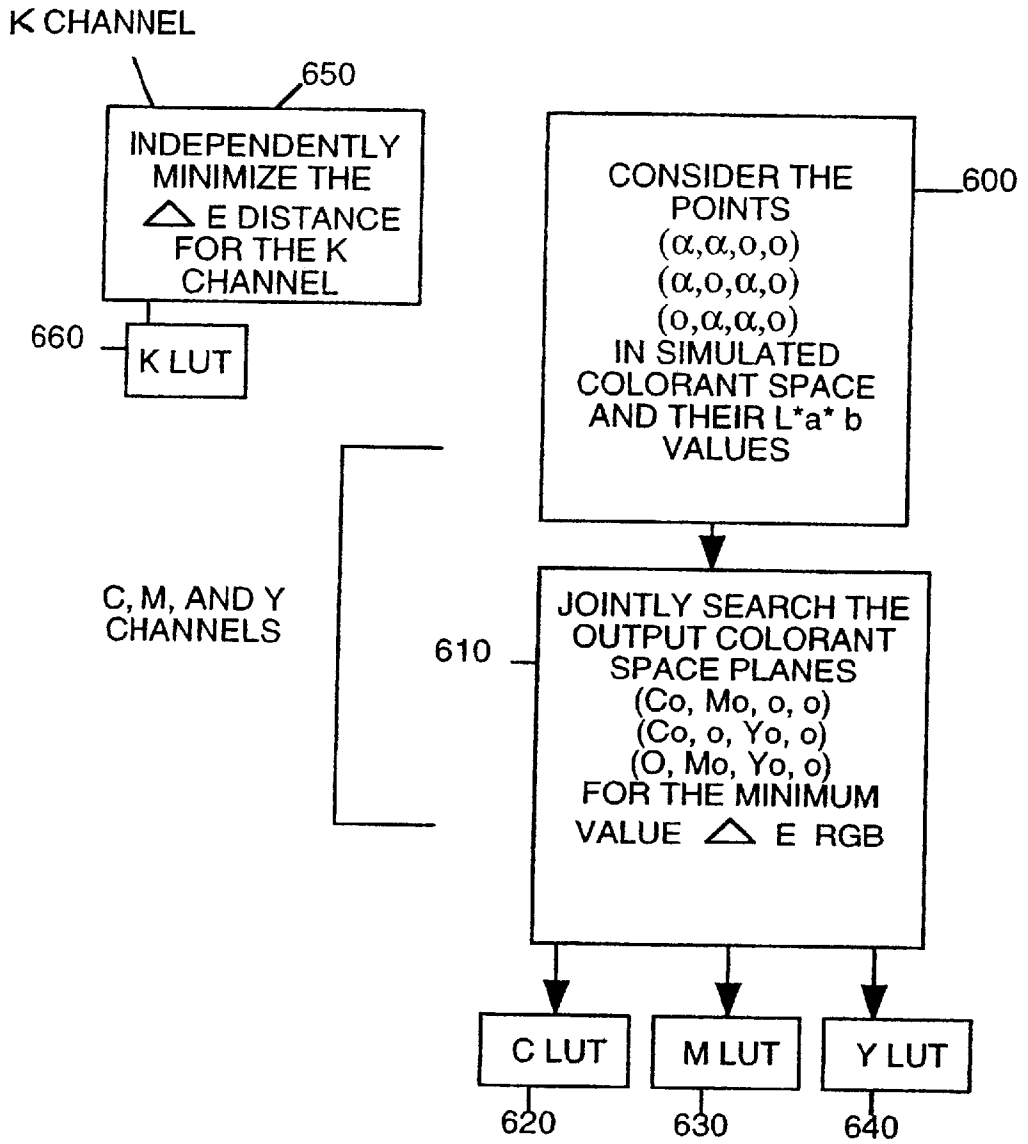 K CHANNEL
650
INDEPENDENTLY
MINIMIZE THE
△ E DISTANCE
FOR THE K
CHANNEL
660
K LUT
600
CONSIDER THE
POINTS
(α,α,o,o)
(α,o,α,o)
(o,α,α,o)
IN SIMULATED
COLORANT SPACE
AND THEIR L*a* b
VALUES
C, M, AND Y
CHANNELS
610
JOINTLY SEARCH THE
OUTPUT COLORANT
SPACE PLANES
(Co, Mo, o, o)
(Co, o, Yo, o)
(O, Mo, Yo, o)
FOR THE MINIMUM
VALUE △ E RGB
C LUT
M LUT
Y LUT
620
630
640